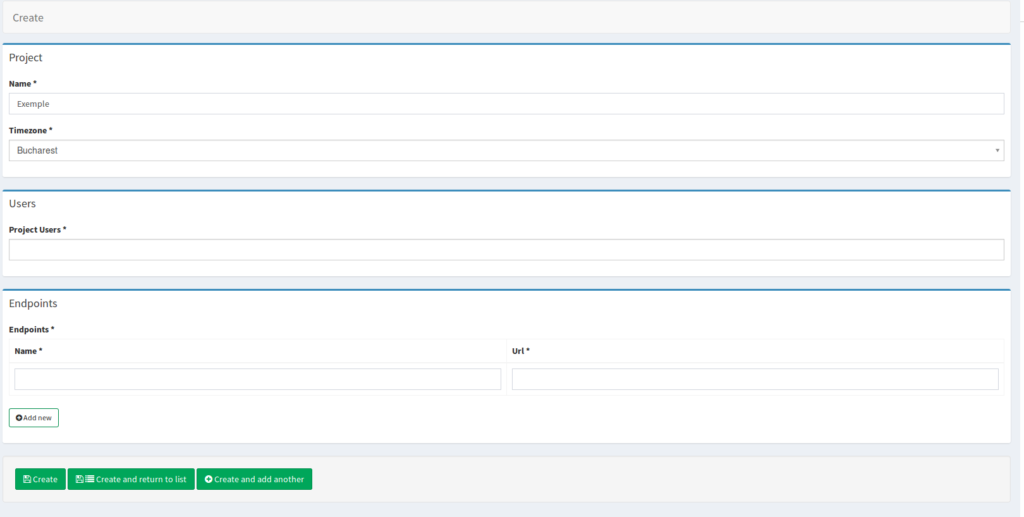 Create
Project
Name *
Exemple
Timezone *
Bucharest
Users
Project Users *
Endpoints
Endpoints *
Name * Url *
Add new
Create Create and return to list Create and add another